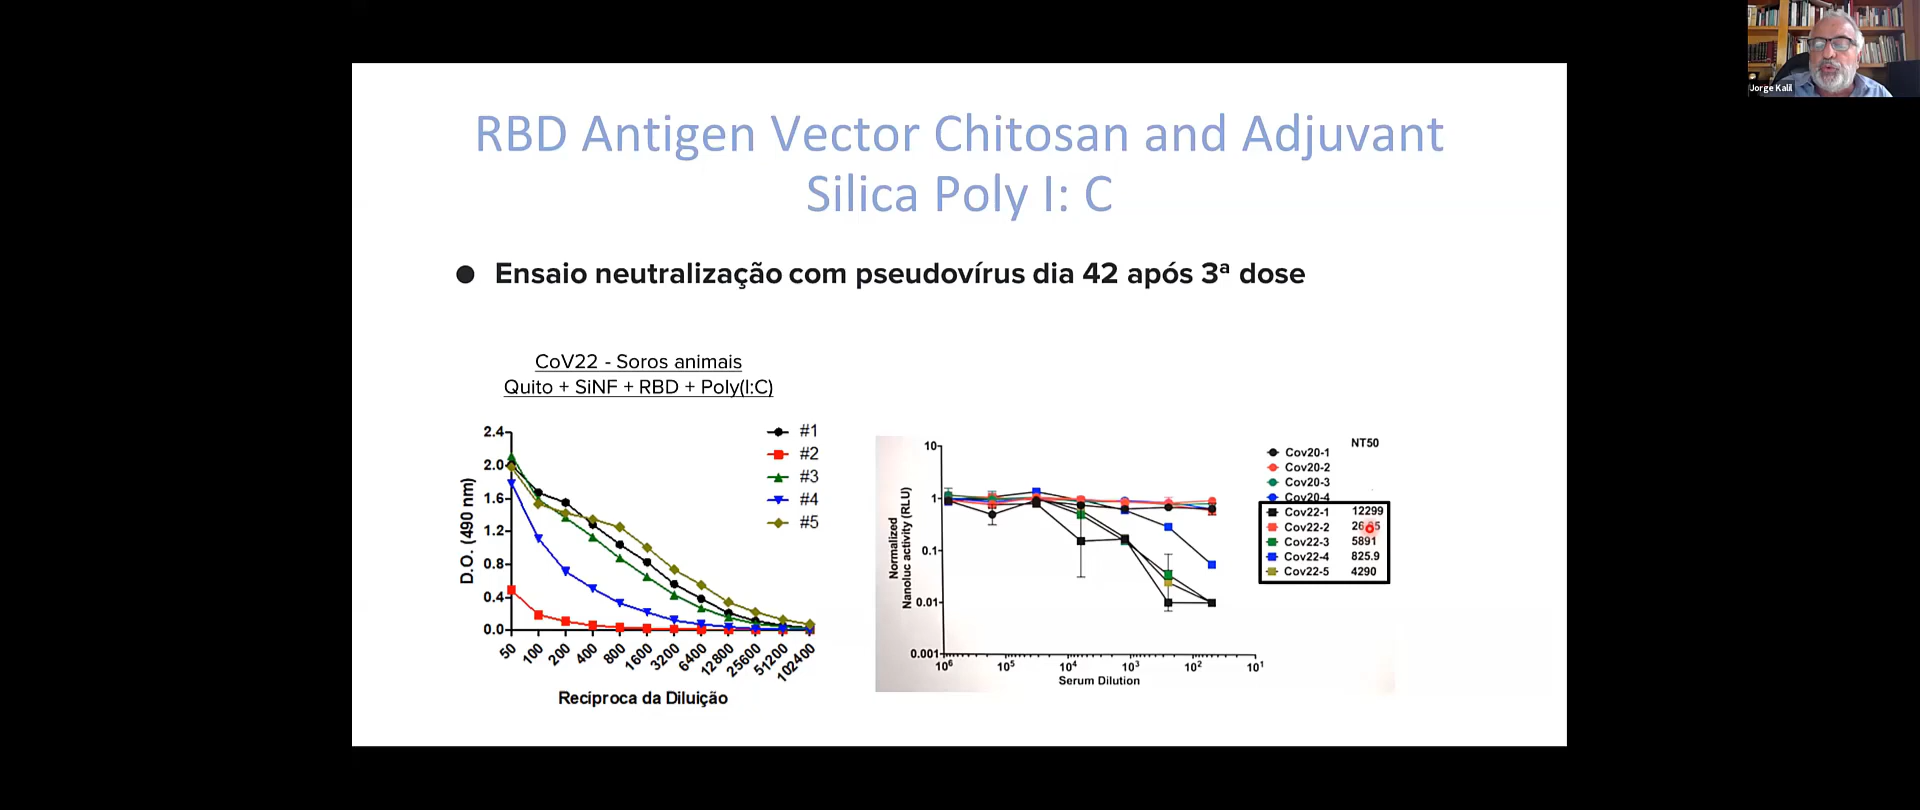 Jorge Kalil
RBD Antigen Vector Chitosan and Adjuvant
Silica Poly I: C
● Ensaio neutralização com pseudovírus dia 42 após 3ª dose
CoV22 - Soros animais
Quito + SiNF + RBD + Poly(I:C)
2.4
2.0
1.6
1.2
0.8
0.4
0.0
D.O. (490 nm)
#1
#2
#3
#4
#5
50 100 200 400 800 1600 3200 6400 12800 25600 51200 102400
Recíproca da Diluição
10
1
0.1
0.01
0.001
Normalized
Nanoluc activity (RLU)
10⁶ 10⁵ 10⁴ 10³ 10² 10¹
Serum Dilution
NT50
Cov20-1
Cov20-2
Cov20-3
Cov20-4
Cov22-1 12299
Cov22-2
Cov22-3 5891
Cov22-4 825.9
Cov22-5 4290